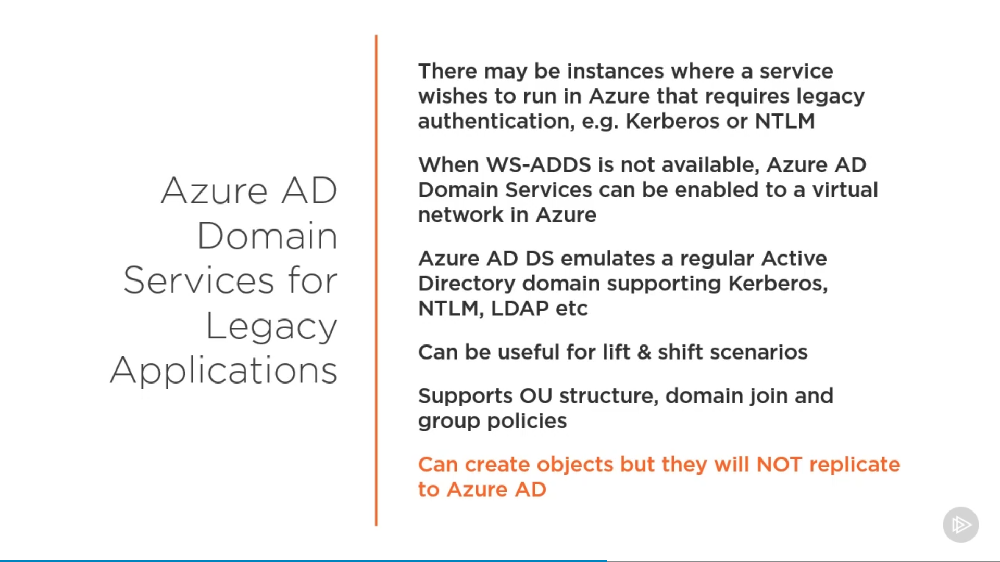 Azure AD
Domain
Services for
Legacy
Applications
There may be instances where a service
wishes to run in Azure that requires legacy
authentication, e.g. Kerberos or NTLM
When WS-ADDS is not available, Azure AD
Domain Services can be enabled to a virtual
network in Azure
Azure AD DS emulates a regular Active
Directory domain supporting Kerberos,
NTLM, LDAP etc
Can be useful for lift & shift scenarios
Supports OU structure, domain join and
group policies
Can create objects but they will NOT replicate
to Azure AD